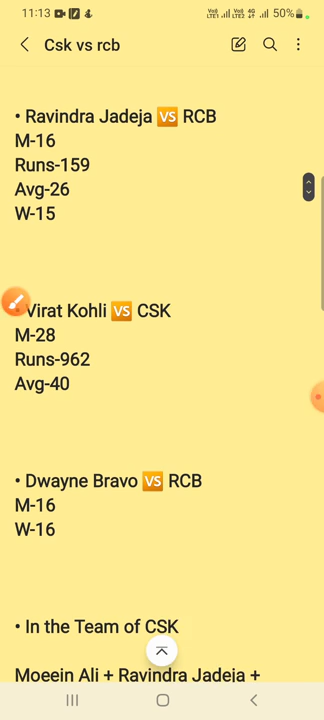 11:13 50%
Csk vs rcb
• Ravindra Jadeja 🆚 RCB
M-16
Runs-159
Avg-26
W-15
Virat Kohli 🆚 CSK
M-28
Runs-962
Avg-40
• Dwayne Bravo 🆚 RCB
M-16
W-16
• In the Team of CSK
Moeein Ali + Ravindra Jadeja +